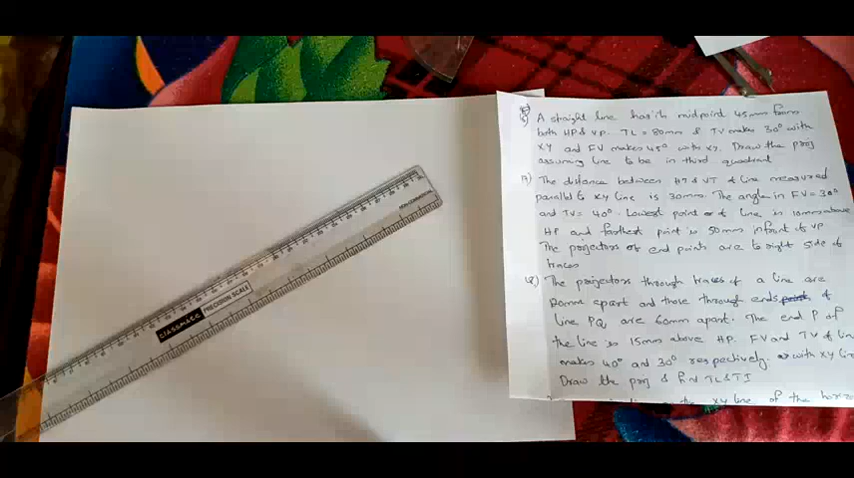 A straight line has its midpoint 45mm from
both HP & VP. TL = 80mm & TV makes 30° with
XY and FV makes 45° with XY. Draw the proj
assuming line to be in third quadrant
The distance between HT & VT of line measured
parallel to XY line is 30mm. The angle in FV = 30°
and TV = 40°. Lowest point of line is 10mm above
HP and farthest point is 50mm infront of VP
The projectors of end points are to right side of
traces
The projectors through traces of a line are
apart and those through ends of
line PQ are 60mm apart. The end P of
the line is 15mm above HP. FV and TV of line
makes 40° and 30° respectively. with XY line
Draw the proj & find TL & TI
XY line of the
CLASSMATE PRECISION SCALE